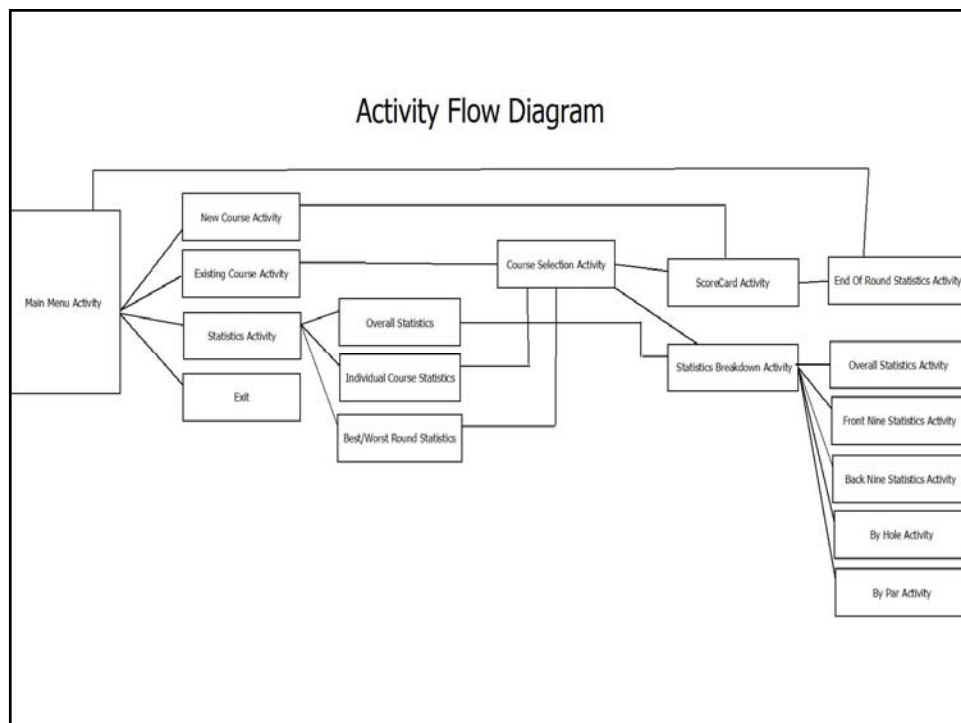 Activity Flow Diagram
Main Menu Activity
New Course Activity
Existing Course Activity
Statistics Activity
Exit
Overall Statistics
Individual Course Statistics
Best/Worst Round Statistics
Course Selection Activity
ScoreCard Activity
Statistics Breakdown Activity
End Of Round Statistics Activity
Overall Statistics Activity
Front Nine Statistics Activity
Back Nine Statistics Activity
By Hole Activity
By Par Activity